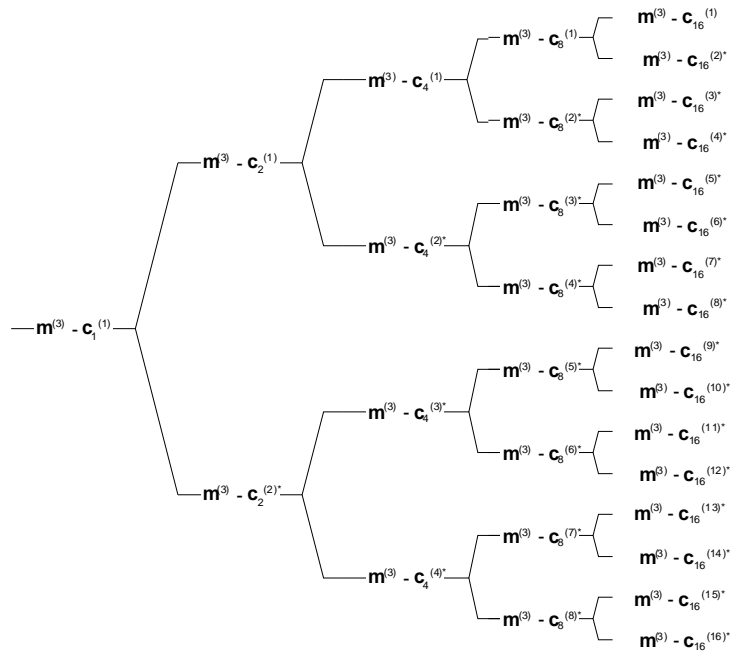 m(3) - c16(1)
m(3) - c8(1)
m(3) - c16(2)*
m(3) - c4(1)
m(3) - c16(3)*
m(3) - c8(2)*
m(3) - c16(4)*
m(3) - c2(1)
m(3) - c16(5)*
m(3) - c8(3)*
m(3) - c16(6)*
m(3) - c4(2)*
m(3) - c16(7)*
m(3) - c8(4)*
m(3) - c16(8)*
m(3) - c1(1)
m(3) - c16(9)*
m(3) - c8(5)*
m(3) - c16(10)*
m(3) - c4(3)*
m(3) - c16(11)*
m(3) - c8(6)*
m(3) - c16(12)*
m(3) - c2(2)*
m(3) - c16(13)*
m(3) - c8(7)*
m(3) - c16(14)*
m(3) - c4(4)*
m(3) - c16(15)*
m(3) - c8(8)*
m(3) - c16(16)*